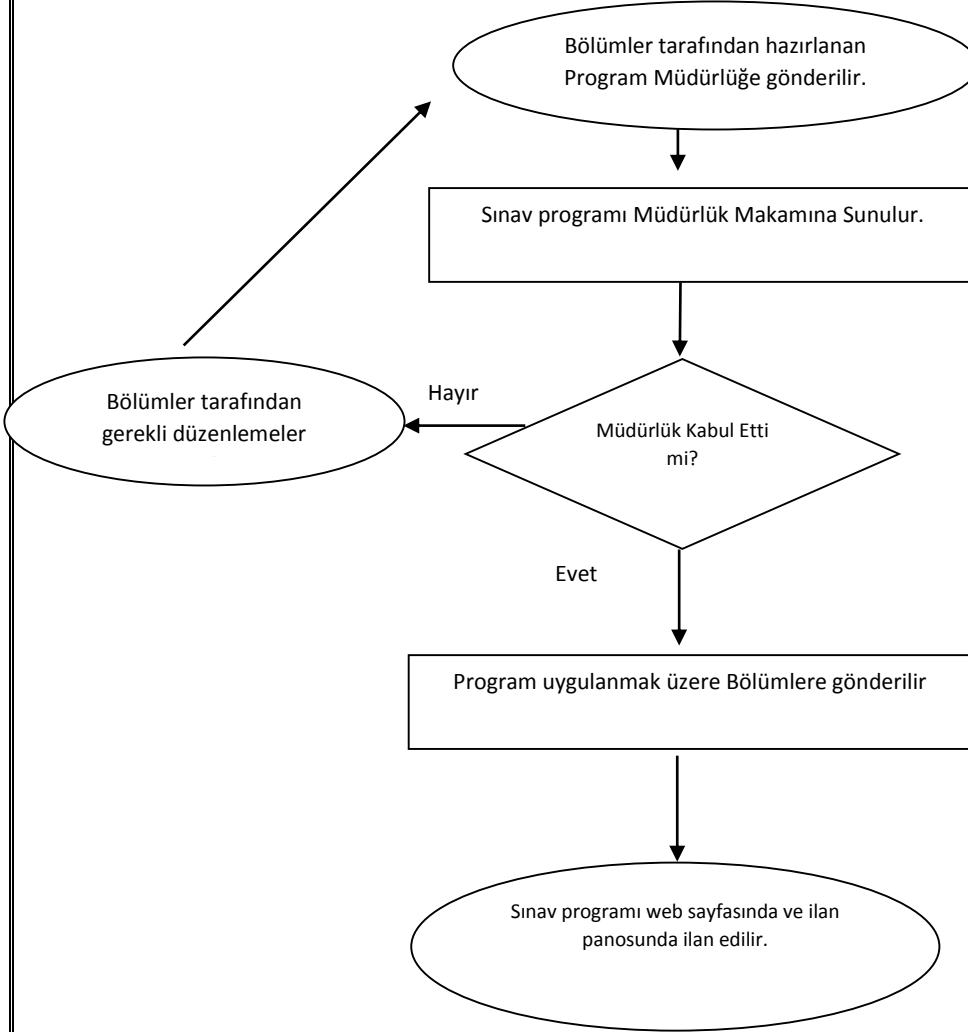 Bölümler tarafından hazırlanan
Program Müdürlüğe gönderilir.
Sınav programı Müdürlük Makamına Sunulur.
Müdürlük Kabul Etti
mi?
Hayır
Bölümler tarafından
gerekli düzenlemeler
Evet
Program uygulanmak üzere Bölümlere gönderilir
Sınav programı web sayfasında ve ilan
panosunda ilan edilir.